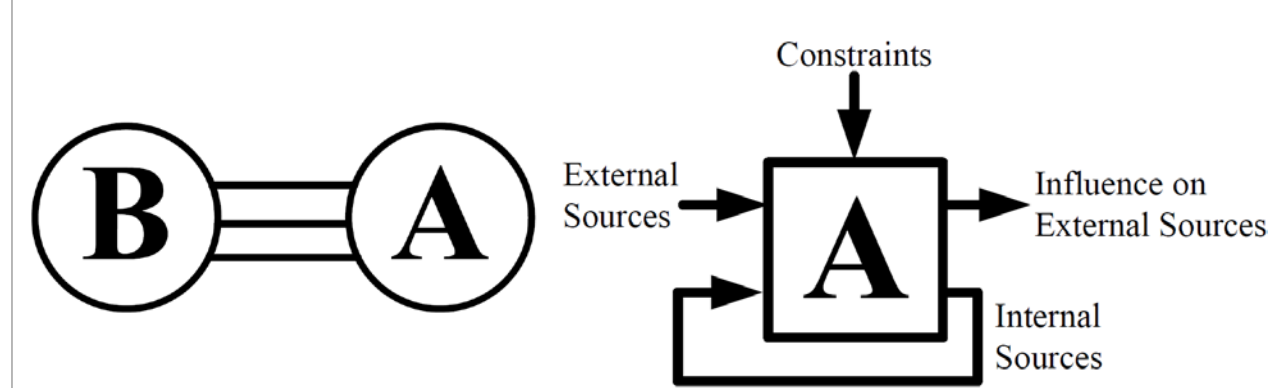 B
A
Constraints
External
Sources
A
Influence on
External Sources
Internal
Sources